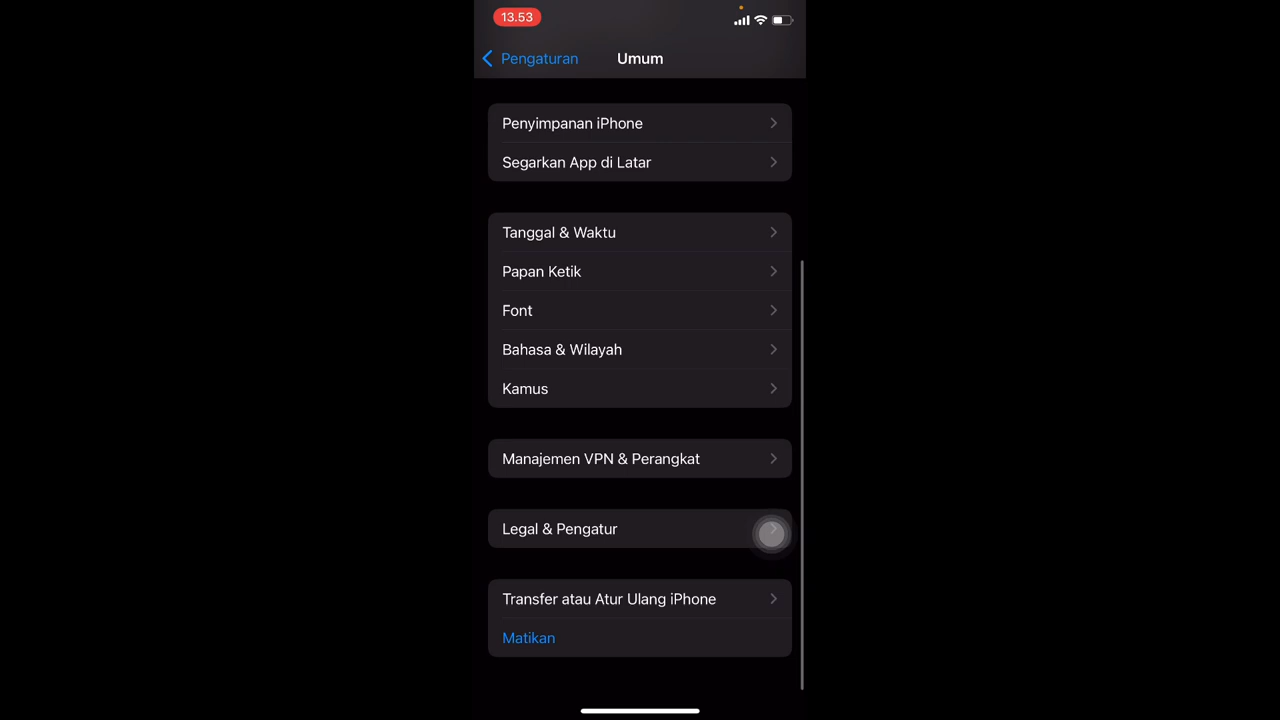 13.53
Pengaturan
Umum
Penyimpanan iPhone
Segarkan App di Latar
Tanggal & Waktu
Papan Ketik
Font
Bahasa & Wilayah
Kamus
Manajemen VPN & Perangkat
Legal & Pengatur
Transfer atau Atur Ulang iPhone
Matikan